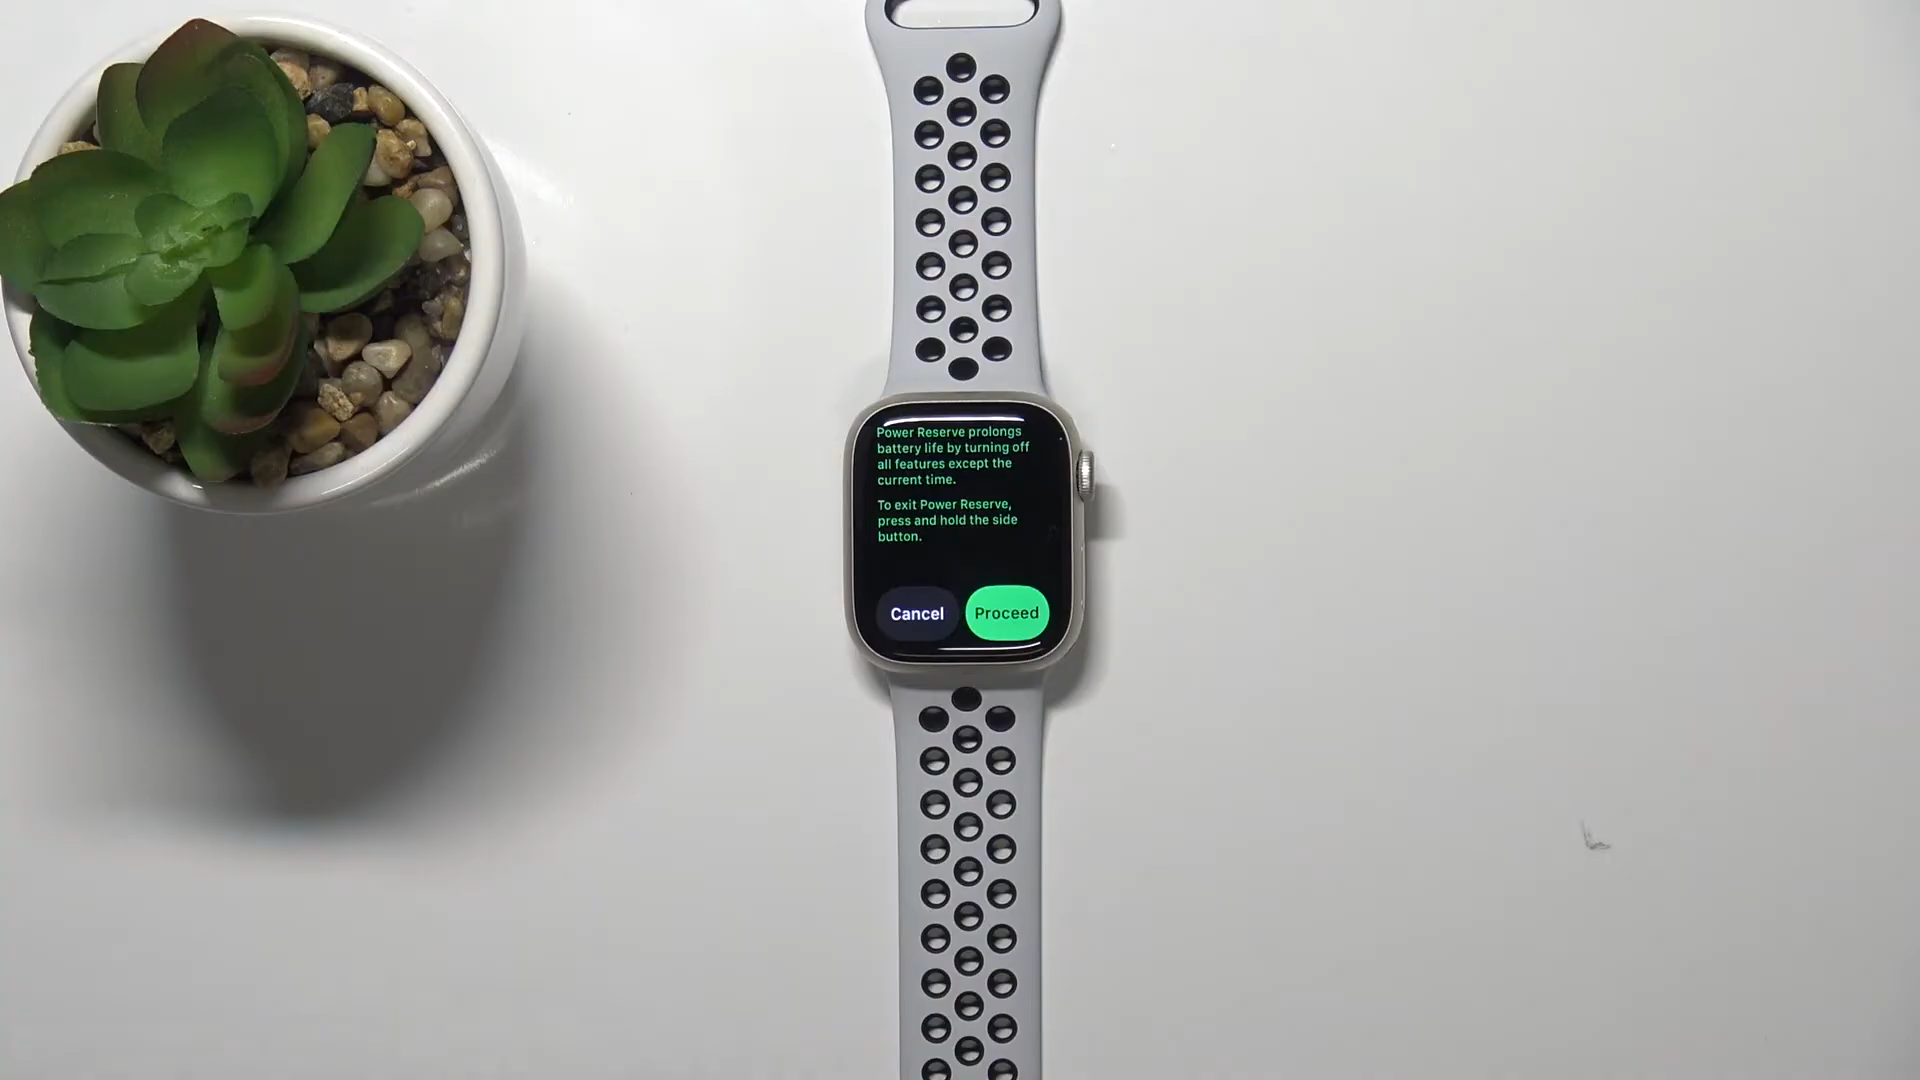 Power Reserve prolongs
battery life by turning off
all features except the
current time.
To exit Power Reserve,
press and hold the side
button.
Cancel Proceed